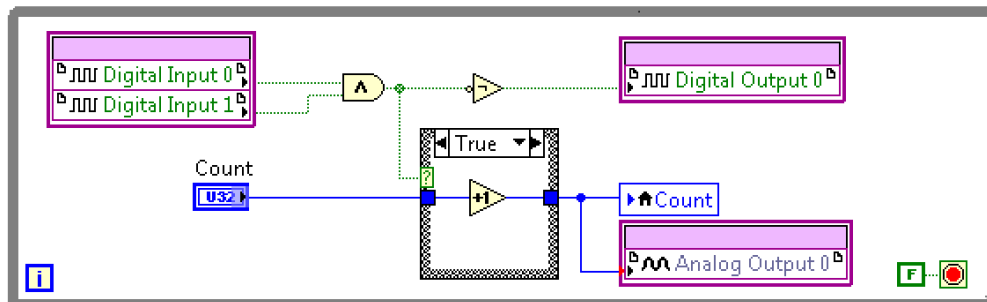 Digital Input 0
Digital Input 1
Digital Output 0
True
?
Count
U32
+1
Count
Analog Output 0
i
F